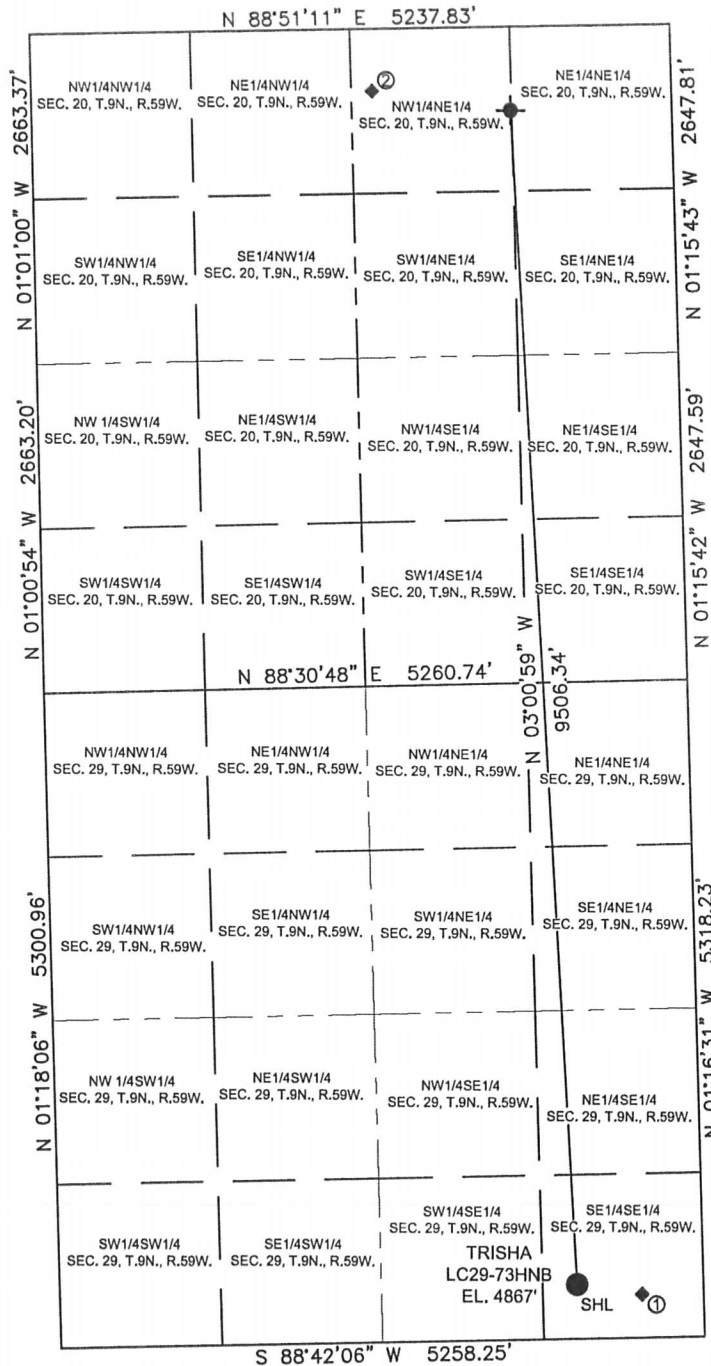 N 88°51'11" E 5237.83'
NW1/4NW1/4
SEC. 20, T.9N., R.59W.
NE1/4NW1/4
SEC. 20, T.9N., R.59W.
②
NW1/4NE1/4
SEC. 20, T.9N., R.59W.
NE1/4NE1/4
SEC. 20, T.9N., R.59W.
N 01°01'00" W 2663.37'
N 01°15'43" W 2647.81'
SW1/4NW1/4
SEC. 20, T.9N., R.59W.
SE1/4NW1/4
SEC. 20, T.9N., R.59W.
SW1/4NE1/4
SEC. 20, T.9N., R.59W.
SE1/4NE1/4
SEC. 20, T.9N., R.59W.
NW 1/4SW1/4
SEC. 20, T.9N., R.59W.
NE1/4SW1/4
SEC. 20, T.9N., R.59W.
NW1/4SE1/4
SEC. 20, T.9N., R.59W.
NE1/4SE1/4
SEC. 20, T.9N., R.59W.
N 01°00'54" W 2663.20'
N 01°15'42" W 2647.59'
SW1/4SW1/4
SEC. 20, T.9N., R.59W.
SE1/4SW1/4
SEC. 20, T.9N., R.59W.
SW1/4SE1/4
SEC. 20, T.9N., R.59W.
SE1/4SE1/4
SEC. 20, T.9N., R.59W.
N 88°30'48" E 5260.74'
N 03°00'59" W
9506.34'
NW1/4NW1/4
SEC. 29, T.9N., R.59W.
NE1/4NW1/4
SEC. 29, T.9N., R.59W.
NW1/4NE1/4
SEC. 29, T.9N., R.59W.
NE1/4NE1/4
SEC. 29, T.9N., R.59W.
SW1/4NW1/4
SEC. 29, T.9N., R.59W.
SE1/4NW1/4
SEC. 29, T.9N., R.59W.
SW1/4NE1/4
SEC. 29, T.9N., R.59W.
SE1/4NE1/4
SEC. 29, T.9N., R.59W.
N 01°18'06" W 5300.96'
N 01°16'31" W 5318.23'
NW 1/4SW1/4
SEC. 29, T.9N., R.59W.
NE1/4SW1/4
SEC. 29, T.9N., R.59W.
NW1/4SE1/4
SEC. 29, T.9N., R.59W.
NE1/4SE1/4
SEC. 29, T.9N., R.59W.
SW1/4SW1/4
SEC. 29, T.9N., R.59W.
SE1/4SW1/4
SEC. 29, T.9N., R.59W.
SW1/4SE1/4
SEC. 29, T.9N., R.59W.
SE1/4SE1/4
SEC. 29, T.9N., R.59W.
TRISHA
LC29-73HNB
EL. 4867'
SHL
①
S 88°42'06" W 5258.25'